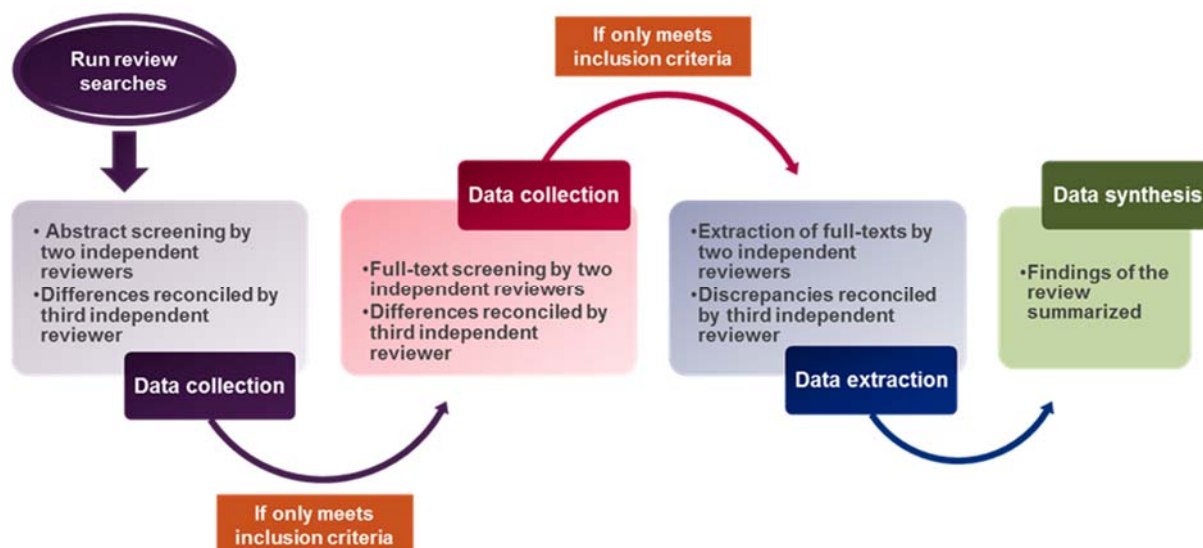 Run review
searches
• Abstract screening by
two independent
reviewers
• Differences reconciled by
third independent
reviewer
Data collection
If only meets
inclusion criteria
Data collection
•Full-text screening by two
independent reviewers
•Differences reconciled by
third independent
reviewer
If only meets
inclusion criteria
•Extraction of full-texts by
two independent
reviewers
•Discrepancies reconciled
by third independent
reviewer
Data extraction
Data synthesis
•Findings of the
review
summarized